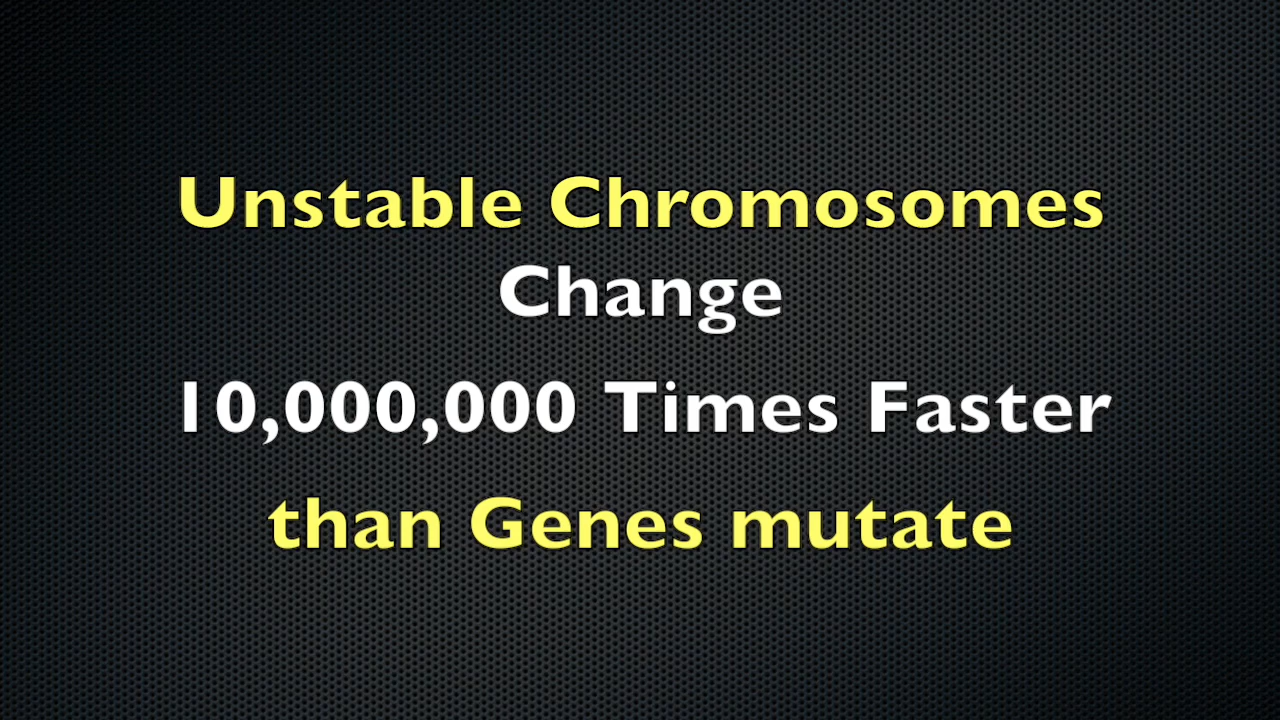 Unstable Chromosomes
Change
10,000,000 Times Faster
than Genes mutate